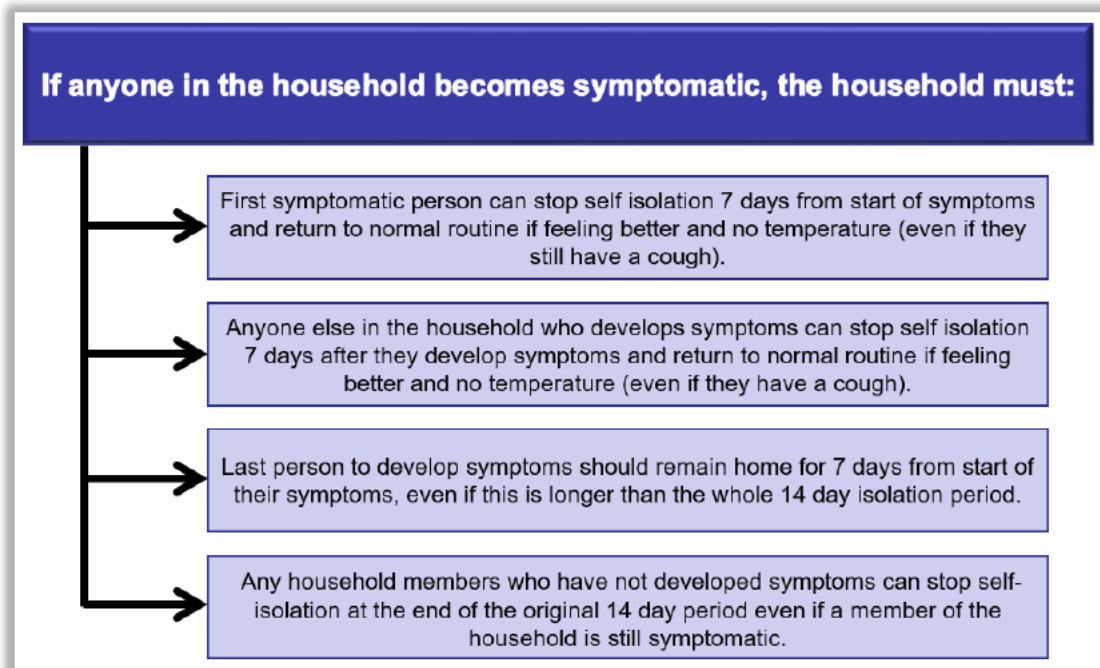 If anyone in the household becomes symptomatic, the household must:
First symptomatic person can stop self isolation 7 days from start of symptoms
and return to normal routine if feeling better and no temperature (even if they
still have a cough).
Anyone else in the household who develops symptoms can stop self isolation
7 days after they develop symptoms and return to normal routine if feeling
better and no temperature (even if they have a cough).
Last person to develop symptoms should remain home for 7 days from start of
their symptoms, even if this is longer than the whole 14 day isolation period.
Any household members who have not developed symptoms can stop self-
isolation at the end of the original 14 day period even if a member of the
household is still symptomatic.